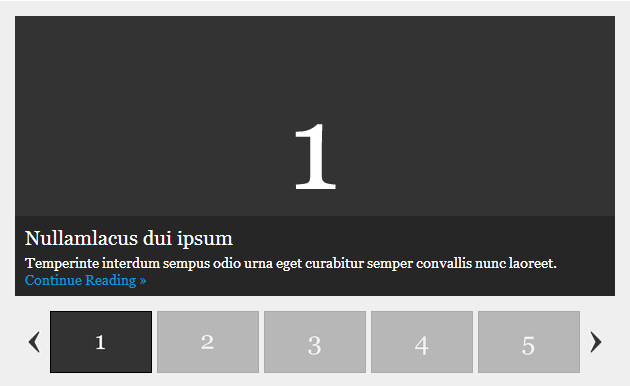 1
Nullamlacus dui ipsum
Temperinte interdum sempus odio urna eget curabitur semper convallis nunc laoreet.
Continue Reading »
‹ 1 2 3 4 5 ›